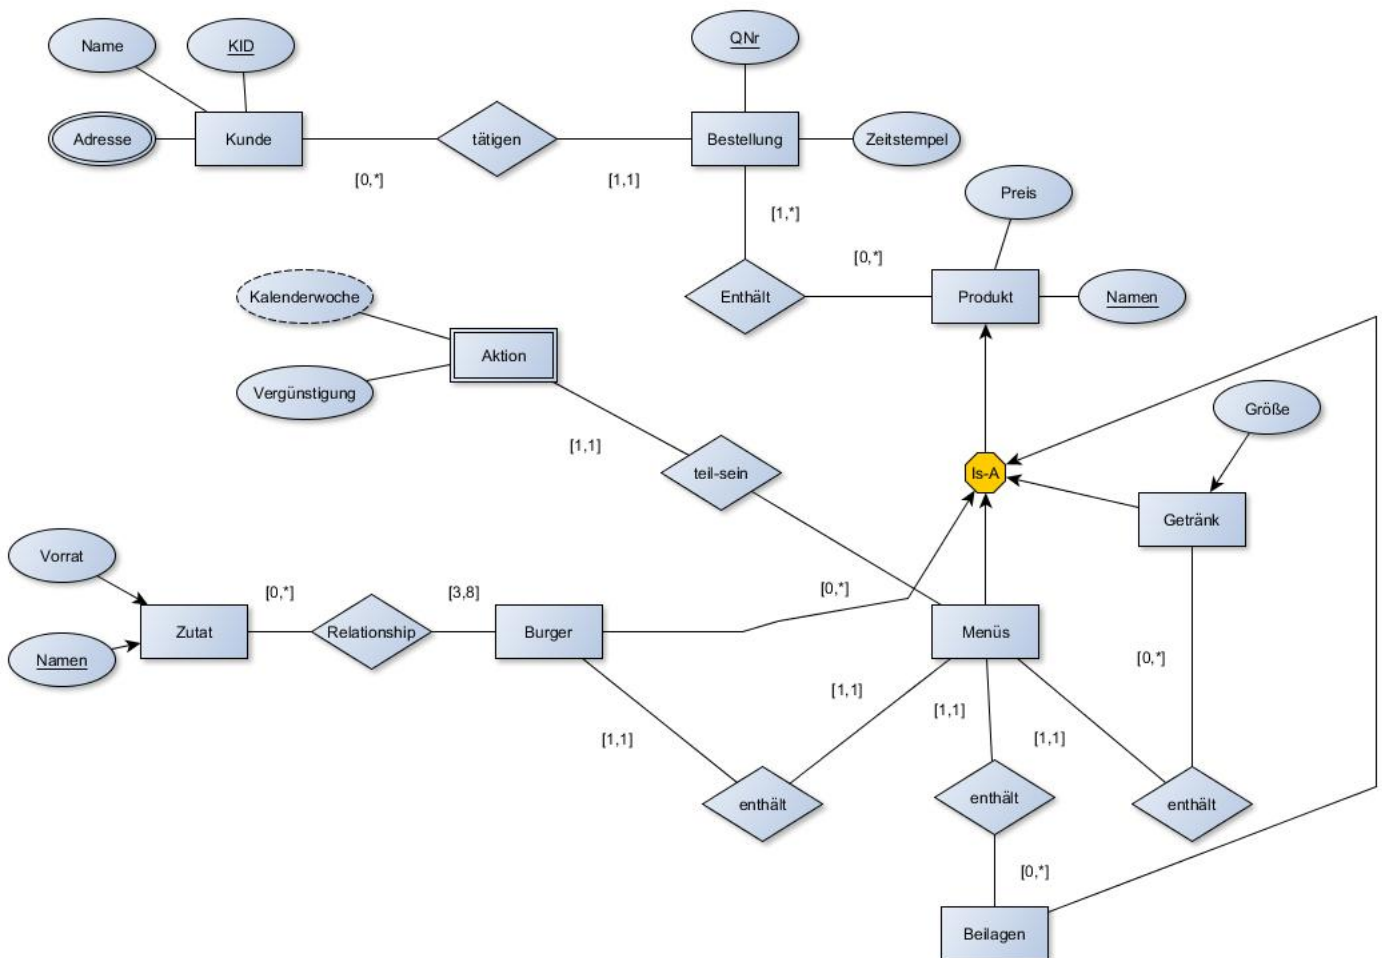 Name
KID
QNr
Adresse
Kunde
tätigen
Bestellung
Zeitstempel
[0,*]
[1,1]
Preis
[1,*]
[0,*]
Kalenderwoche
Enthält
Produkt
Namen
Aktion
Vergünstigung
Größe
[1,1]
teil-sein
Is-A
Getränk
Vorrat
[0,*]
[3,8]
[0,*]
Zutat
Relationship
Burger
Menüs
Namen
[0,*]
[1,1]
[1,1]
[1,1]
[1,1]
enthält
enthält
enthält
[0,*]
Beilagen